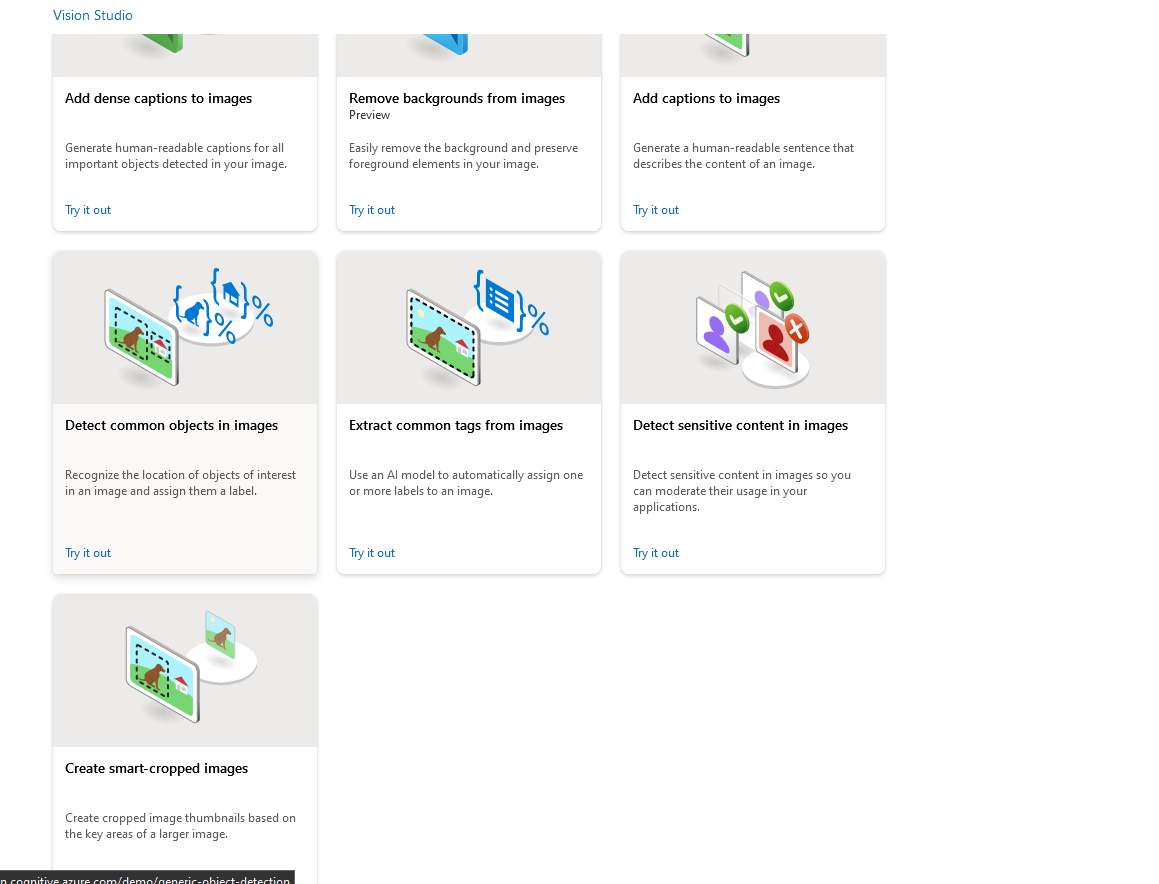 Vision Studio
Add dense captions to images
Generate human-readable captions for all
important objects detected in your image.
Try it out
Remove backgrounds from images
Preview
Easily remove the background and preserve
foreground elements in your image.
Try it out
Add captions to images
Generate a human-readable sentence that
describes the content of an image.
Try it out
{ } % { } %
Detect common objects in images
Recognize the location of objects of interest
in an image and assign them a label.
Try it out
{ } %
Extract common tags from images
Use an AI model to automatically assign one
or more labels to an image.
Try it out
Detect sensitive content in images
Detect sensitive content in images so you
can moderate their usage in your
applications.
Try it out
Create smart-cropped images
Create cropped image thumbnails based on
the key areas of a larger image.
n.cognitive.azure.com/demo/generic-object-detection